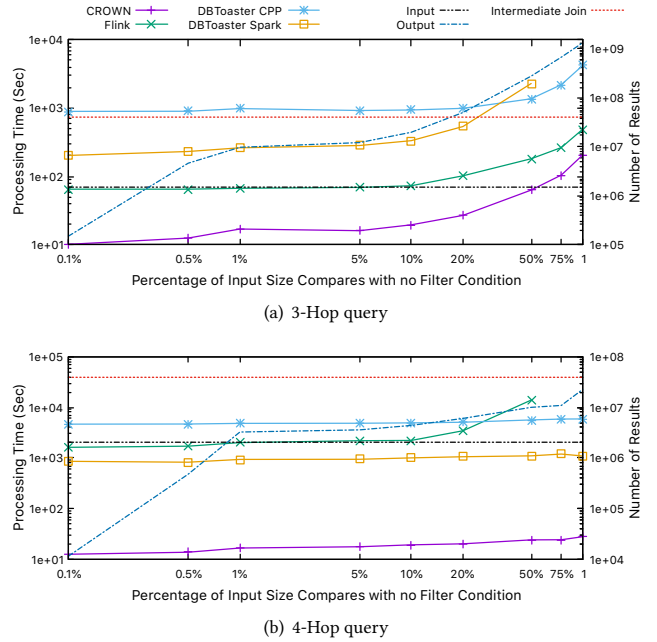 CROWN DBToaster CPP Input Intermediate Join
Flink DBToaster Spark Output
1e+04
1e+03
1e+02
1e+01
Processing Time (Sec)
1e+09
1e+08
1e+07
1e+06
1e+05
Number of Results
0.1% 0.5% 1% 5% 10% 20% 50% 75% 1
Percentage of Input Size Compares with no Filter Condition
(a) 3-Hop query
1e+05
1e+04
1e+03
1e+02
1e+01
Processing Time (Sec)
1e+08
1e+07
1e+06
1e+05
1e+04
Number of Results
0.1% 0.5% 1% 5% 10% 20% 50% 75% 1
Percentage of Input Size Compares with no Filter Condition
(b) 4-Hop query